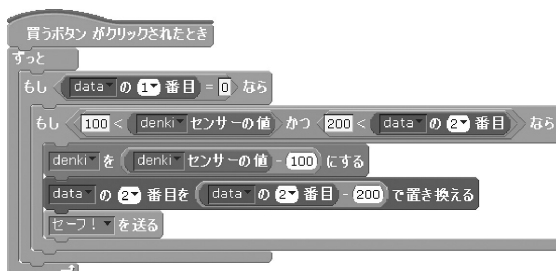 買うボタン がクリックされたとき
ずっと
もし data の 1 番目 = 0 なら
もし 100 < denki センサーの値 かつ 200 < data の 2 番目 なら
denki を denki センサーの値 - 100 にする
data の 2 番目を data の 2 番目 - 200 で置き換える
セーフ! を送る